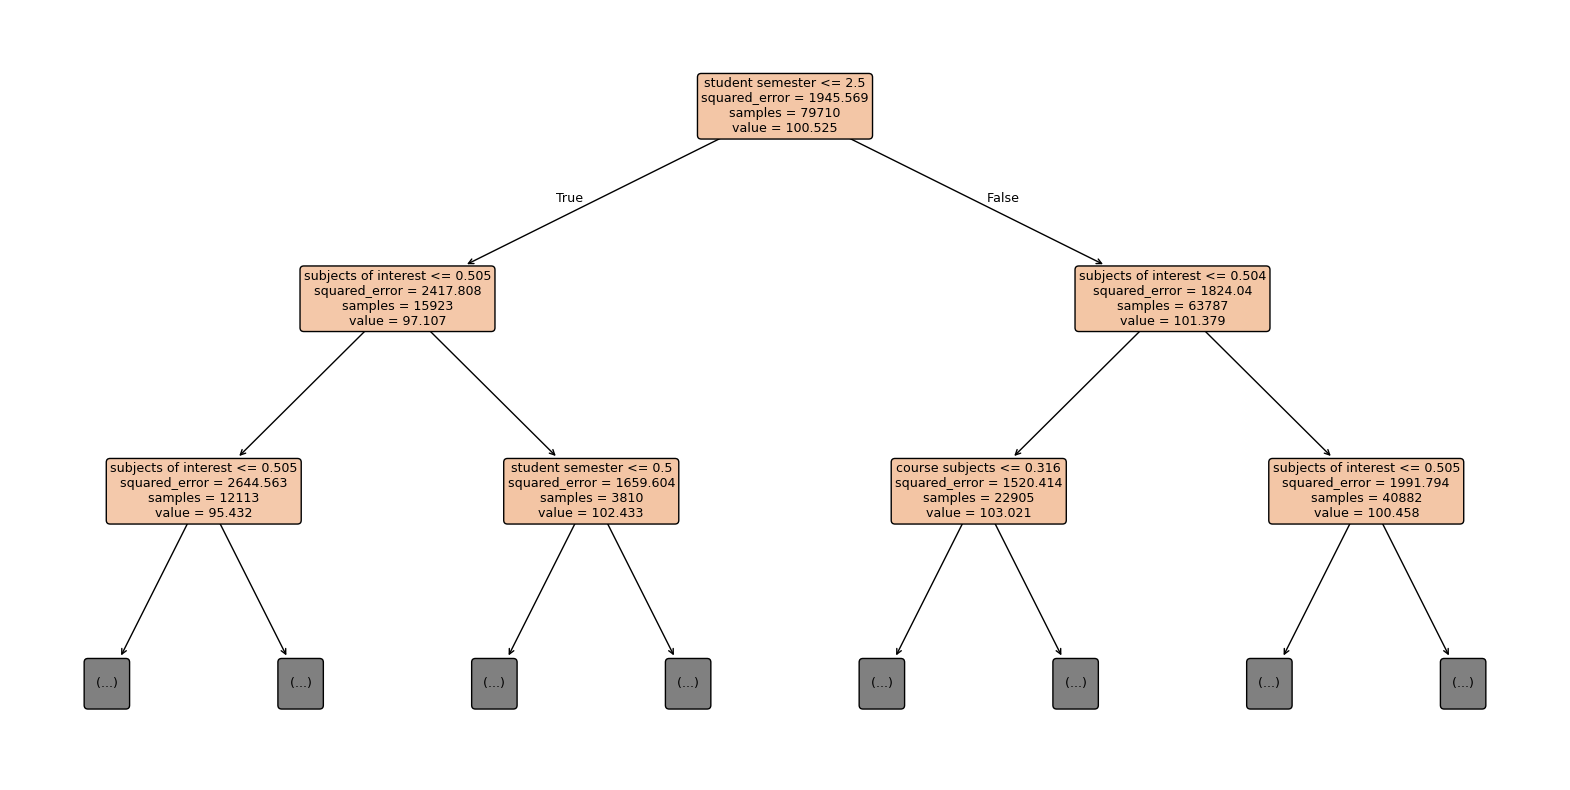 student semester <= 2.5
squared_error = 1945.569
samples = 79710
value = 100.525
True
False
subjects of interest <= 0.505
squared_error = 2417.808
samples = 15923
value = 97.107
subjects of interest <= 0.504
squared_error = 1824.04
samples = 63787
value = 101.379
subjects of interest <= 0.505
squared_error = 2644.563
samples = 12113
value = 95.432
student semester <= 0.5
squared_error = 1659.604
samples = 3810
value = 102.433
course subjects <= 0.316
squared_error = 1520.414
samples = 22905
value = 103.021
subjects of interest <= 0.505
squared_error = 1991.794
samples = 40882
value = 100.458
(...)
(...)
(...)
(...)
(...)
(...)
(...)
(...)